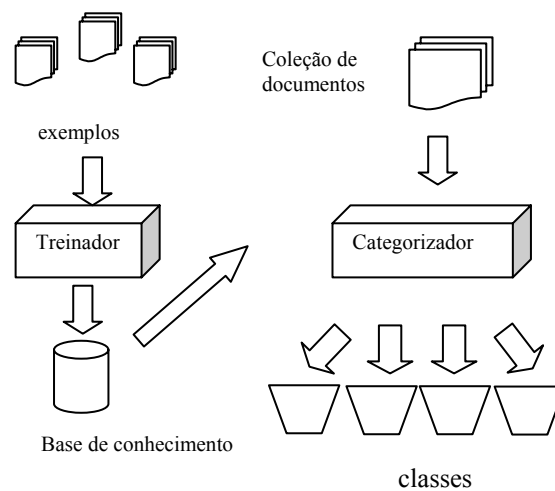 Coleção de
documentos
exemplos
Treinador
Categorizador
Base de conhecimento
classes